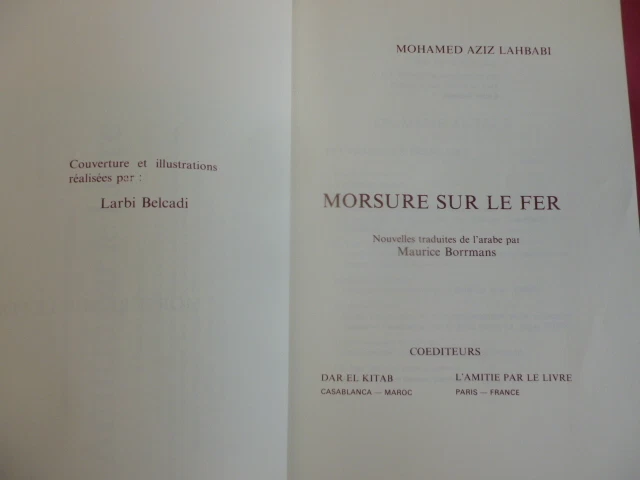 Couverture et illustrations
réalisées par :
Larbi Belcadi
MOHAMED AZIZ LAHBABI
MORSURE SUR LE FER
Nouvelles traduites de l'arabe par
Maurice Borrmans
COEDITEURS
DAR EL KITAB
CASABLANCA — MAROC
L'AMITIE PAR LE LIVRE
PARIS — FRANCE